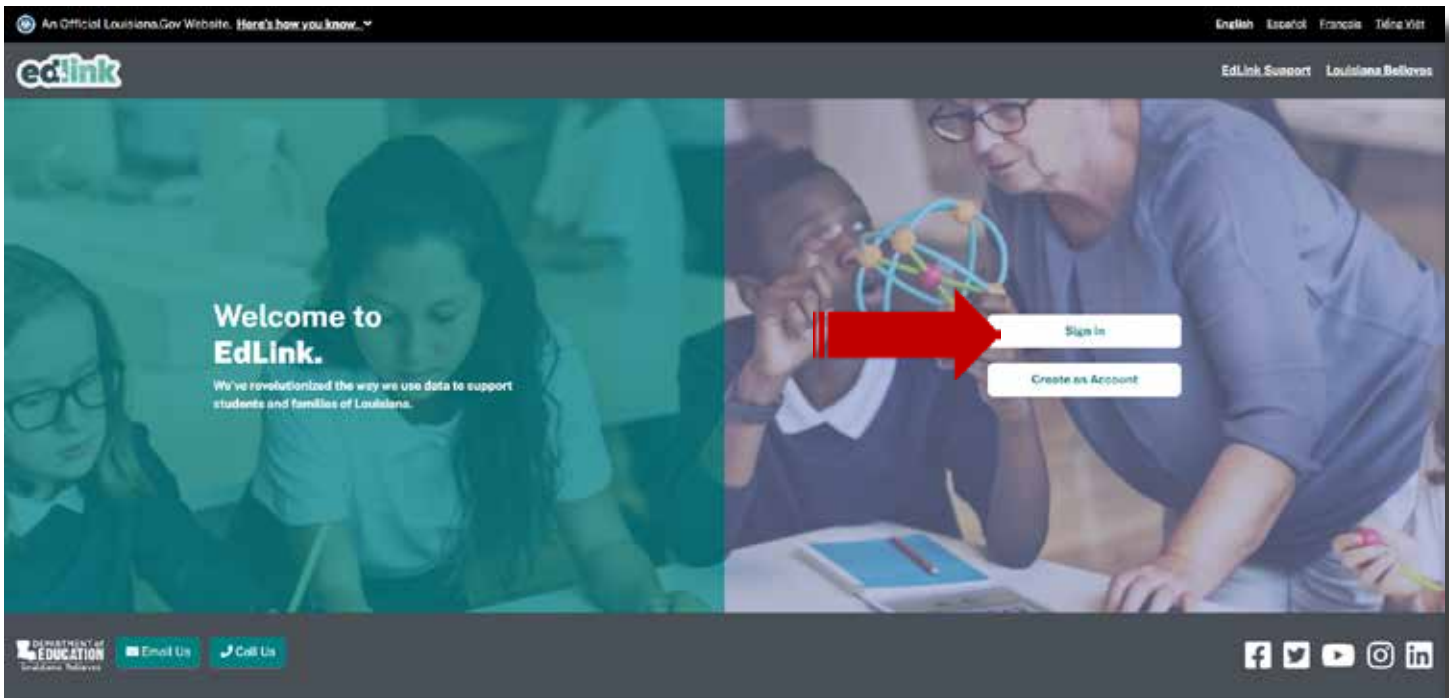 An Official Louisiana.Gov Website. Here's how you know.
English Español Français Tiếng Việt
edlink
EdLink Support Louisiana Believes
Welcome to
EdLink.
We've revolutionized the way we use data to support
students and families of Louisiana.
Sign In
Create an Account
DEPARTMENT of
EDUCATION
Louisiana Believes
Email Us Call Us